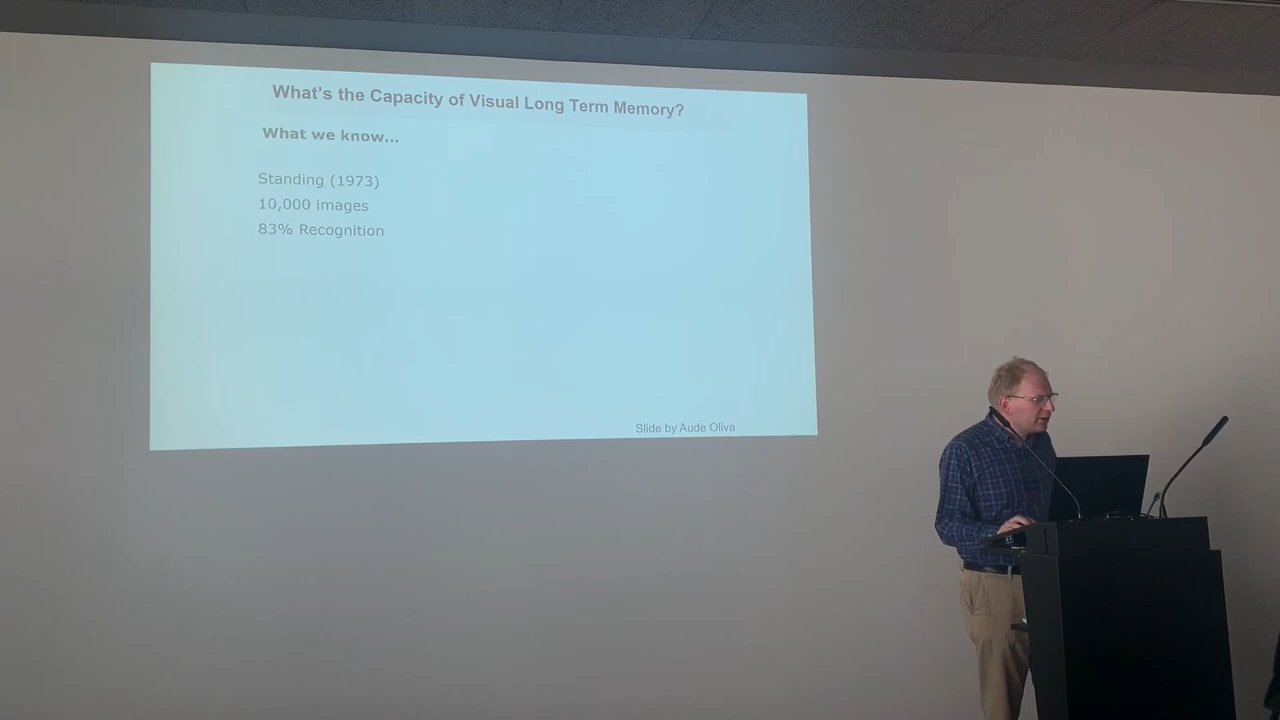 What's the Capacity of Visual Long Term Memory?
What we know...
Standing (1973)
10,000 images
83% Recognition
Slide by Aude Oliva